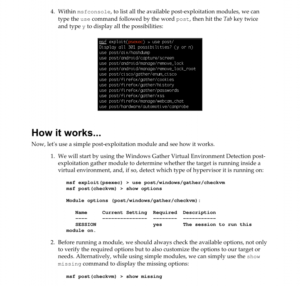 4. Within msfconsole, to list all the available post-exploitation modules, we can
type the use command followed by the word post, then hit the Tab key twice
and type y to display all the possibilities:
msf exploit(psexec) > use post/
Display all 301 possibilities? (y or n)
use post/aix/hashdump
use post/android/capture/screen
use post/android/manage/remove_lock
use post/android/manage/remove_lock_root
use post/cisco/gather/enum_cisco
use post/firefox/gather/cookies
use post/firefox/gather/history
use post/firefox/gather/passwords
use post/firefox/gather/xss
use post/firefox/manage/webcam_chat
use post/hardware/automotive/
How it works...
Now, let's use a simple post-exploitation module and see how it works.
1. We will start by using the Windows Gather Virtual Environment Detection post-
exploitation gather module to determine whether the target is running inside a
virtual environment, and, if so, detect which type of hypervisor it is running on:
msf exploit(psexec) > use post/windows/gather/checkvm
msf post(checkvm) > show options
Module options (post/windows/gather/checkvm):
Name Current Setting Required Description
---- --------------- -------- -----------
SESSION yes The session to run this
module on.
2. Before running a module, we should always check the available options, not only
to verify the required options but to also customize the options to our target or
needs. Alternatively, while using simple modules, we can simply use the show
missing command to display the missing options:
msf post(checkvm) > show missing